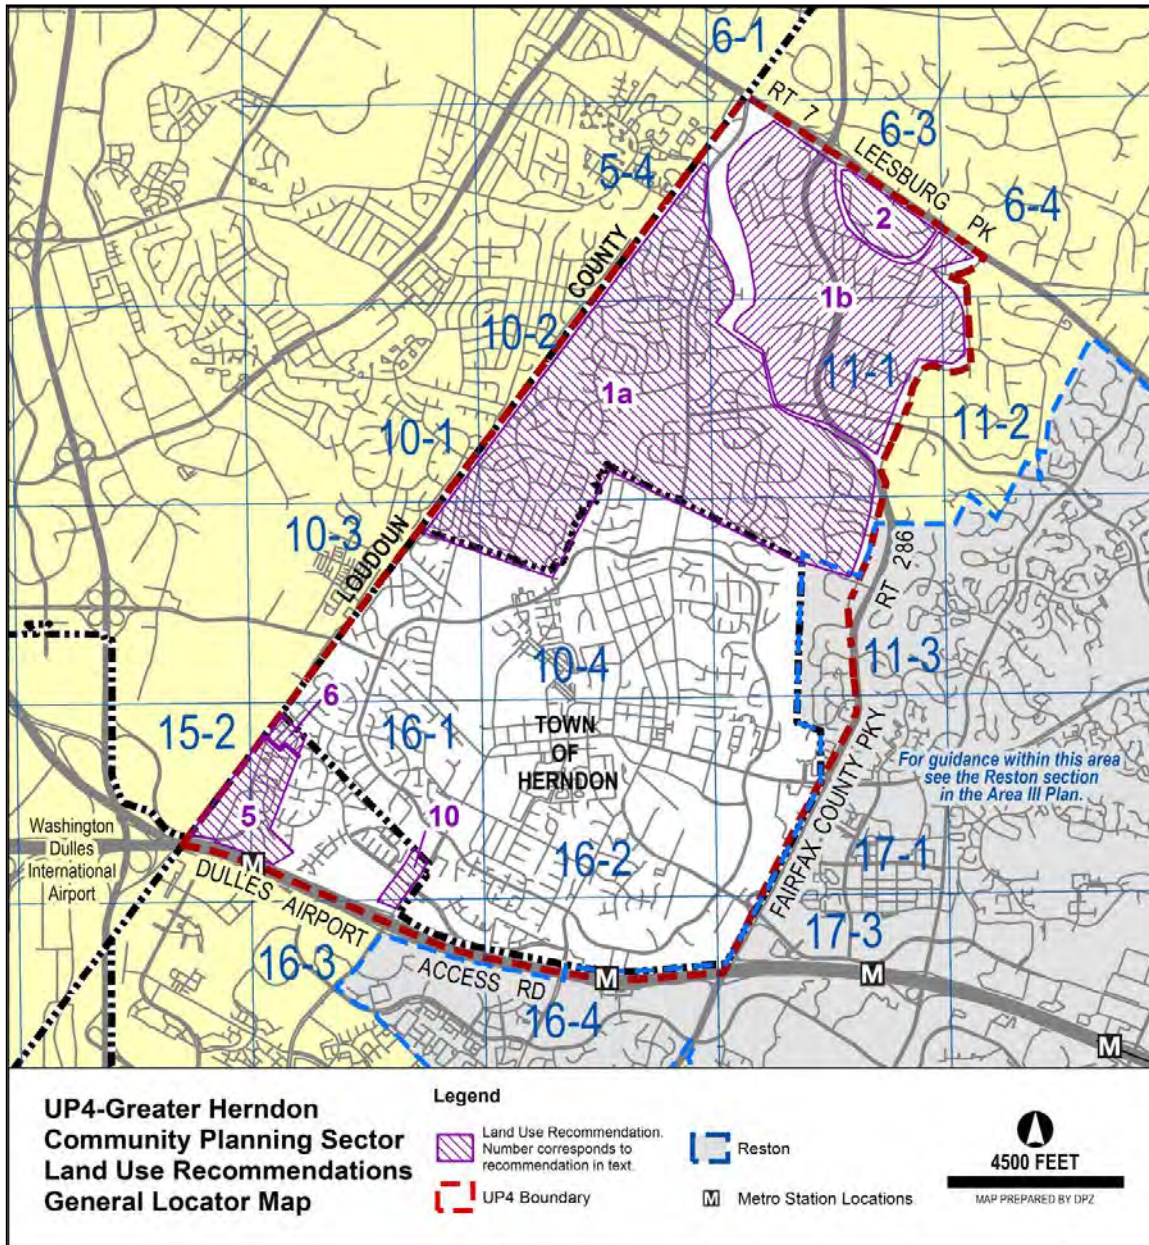 6-1
RT 7
6-3
LEESBURG PK
5-4
6-4
2
COUNTY
1b
10-2
11-1
1a
11-2
10-1
10-3
LOUDOUN
RT 286
10-4
11-3
6
15-2
16-1
TOWN
OF
HERNDON
FAIRFAX COUNTY PKY
For guidance within this area
see the Reston section
in the Area III Plan.
5
10
Washington
Dulles
International
Airport
M
DULLES AIRPORT
16-2
17-1
17-3
16-3
ACCESS RD
M
M
16-4
M
UP4-Greater Herndon
Community Planning Sector
Land Use Recommendations
General Locator Map
Legend
Land Use Recommendation.
Number corresponds to
recommendation in text.
Reston
UP4 Boundary
M Metro Station Locations
4500 FEET
MAP PREPARED BY DPZ